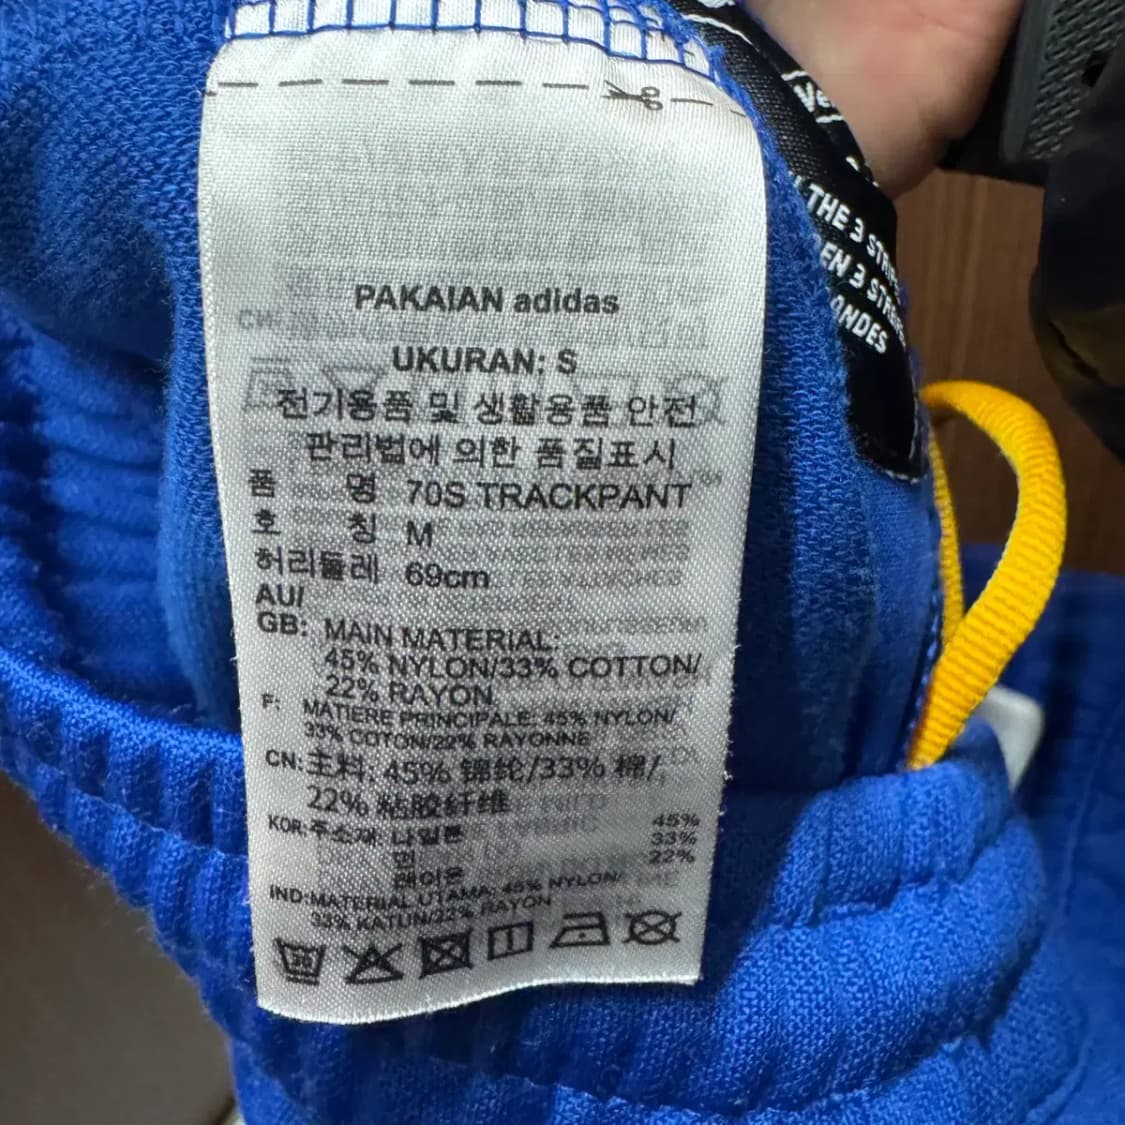 PAKAIAN adidas
UKURAN: S
전기용품 및 생활용품 안전
관리법에 의한 품질표시
품 명 70S TRACKPANT
호 칭 M
허리둘레 69cm
AU/
GB: MAIN MATERIAL:
45% NYLON/33% COTTON/
22% RAYON
F: MATIERE PRINCIPALE: 45% NYLON/
33% COTON/22% RAYONNE
CN: 主料: 45% 锦纶/33% 棉/
22% 粘胶纤维
KOR: 주소재: 나일론 45%
면 33%
레이온 22%
IND: MATERIAL UTAMA: 45% NYLON/
33% KATUN/22% RAYON
30
THE 3
EN 3
ANDES